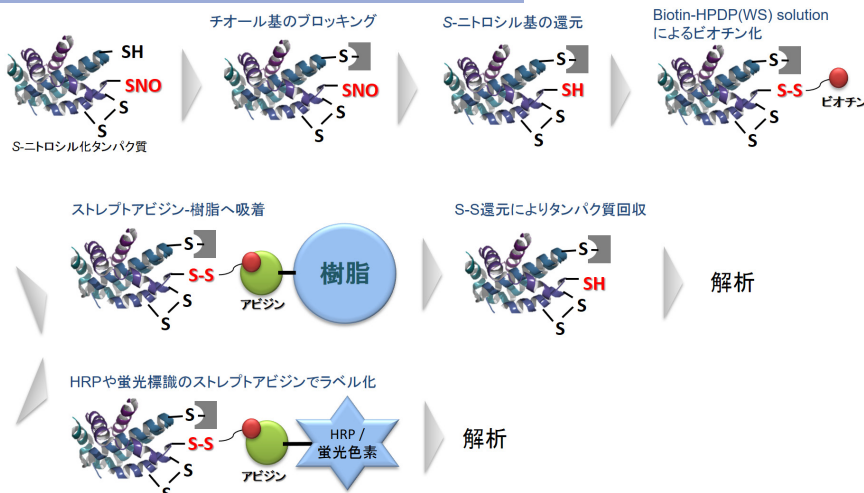 チオール基のブロッキング
S-ニトロシル基の還元
Biotin-HPDP(WS) solution
によるビオチン化
SH
SNO
S
S
S-ニトロシル化タンパク質
S
SNO
S
S
S
SH
S
S
S
S-S
S
S
ビオチン
ストレプトアビジン-樹脂へ吸着
S-S還元によりタンパク質回収
S
S-S
S
S
アビジン
樹脂
S
SH
S
S
解析
HRPや蛍光標識のストレプトアビジンでラベル化
S
S-S
S
S
アビジン
HRP /
蛍光色素
解析